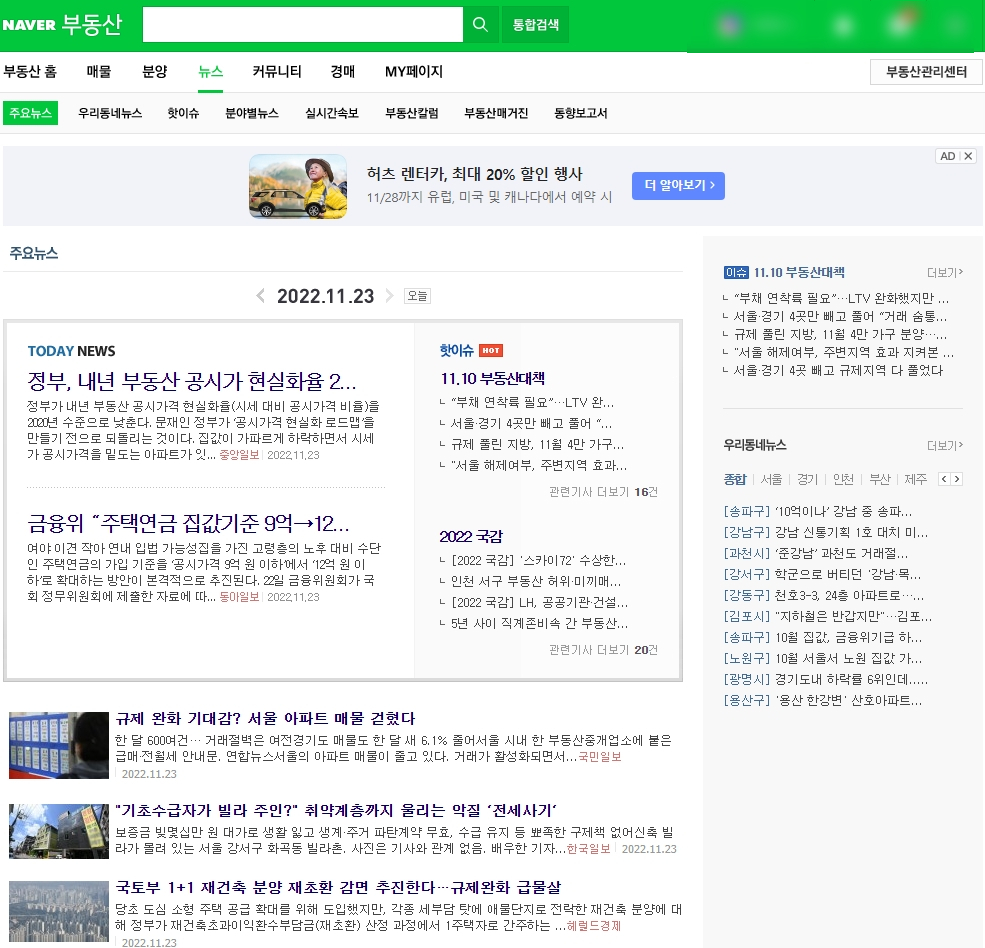 NAVER 부동산
통합검색
부동산 홈 매물 분양 뉴스 커뮤니티 경매 MY페이지
부동산관리센터
주요뉴스 우리동네뉴스 핫이슈 분야별뉴스 실시간속보 부동산칼럼 부동산매거진 동향보고서
허츠 렌터카, 최대 20% 할인 행사
11/28까지 유럽, 미국 및 캐나다에서 예약 시
더 알아보기 >
AD X
주요뉴스
< 2022.11.23 > 오늘
TODAY NEWS
정부, 내년 부동산 공시가 현실화율 2...
정부가 내년 부동산 공시가격 현실화율(시세 대비 공시가격 비율)을
2020년 수준으로 낮춘다. 문재인 정부가 '공시가격 현실화 로드맵'을
만들기 전으로 되돌리는 것이다. 집값이 가파르게 하락하면서 시세
가 공시가격을 밑도는 아파트가 잇... 중앙일보 | 2022.11.23
금융위 “주택연금 집값기준 9억→12...
여야 이견 작아 연내 입법 가능성집을 가진 고령층의 노후 대비 수단
인 주택연금의 가입 기준을 '공시가격 9억 원 이하'에서 '12억 원 이
하'로 확대하는 방안이 본격적으로 추진된다. 22일 금융위원회가 국
회 정무위원회에 제출한 자료에 따... 동아일보 | 2022.11.23
핫이슈 HOT
11.10 부동산대책
“부채 연착륙 필요”…LTV 완...
서울·경기 4곳만 빼고 풀어 “...
규제 풀린 지방, 11월 4만 가구...
"서울 해제여부, 주변지역 효과...
관련기사 더보기 16건
2022 국감
[2022 국감] '스카이72' 수상한...
인천 서구 부동산 허위·미끼매...
[2022 국감] LH, 공공기관·건설...
5년 사이 직계존비속 간 부동산...
관련기사 더보기 20건
규제 완화 기대감? 서울 아파트 매물 걷혔다
한 달 600여건… 거래절벽은 여전경기도 매물도 한 달 새 6.1% 줄어서울 시내 한 부동산중개업소에 붙은
급매·전월세 안내문. 연합뉴스서울의 아파트 매물이 줄고 있다. 거래가 활성화되면서...국민일보
| 2022.11.23
"기초수급자가 빌라 주인?" 취약계층까지 울리는 악질 ‘전세사기’
보증금 빚몇십만 원 대가로 생활 잃고 생계·주거 파탄계약 무효, 수급 유지 등 뾰족한 구제책 없어신축 빌
라가 몰려 있는 서울 강서구 화곡동 빌라촌. 사진은 기사와 관계 없음. 배우한 기자...한국일보 | 2022.11.23
국토부 1+1 재건축 분양 재초환 감면 추진한다…규제완화 급물살
당초 도심 소형 주택 공급 확대를 위해 도입했지만, 각종 세부담 탓에 애물단지로 전락한 재건축 분양에 대
해 정부가 재건축초과이익환수부담금(재초환) 산정 과정에서 1주택자로 간주하는 ...헤럴드경제
| 2022.11.23
이슈 11.10 부동산대책 더보기>
“부채 연착륙 필요”…LTV 완화했지만 ...
서울·경기 4곳만 빼고 풀어 “거래 숨통...
규제 풀린 지방, 11월 4만 가구 분양…...
"서울 해제여부, 주변지역 효과 지켜본 ...
서울·경기 4곳 빼고 규제지역 다 풀었다
우리동네뉴스 더보기>
종합 | 서울 | 경기 | 인천 | 부산 | 제주 < >
[송파구] ‘10억이나’ 강남 중 송파...
[강남구] 강남 신통기획 1호 대치 미...
[과천시] '준강남' 과천도 거래절...
[강서구] 학군으로 버티던 '강남·목...
[강동구] 천호3-3, 24층 아파트로…...
[김포시] "지하철은 반갑지만"…김포...
[송파구] 10월 집값, 금융위기급 하...
[노원구] 10월 서울서 노원 집값 가...
[광명시] 경기도내 하락률 6위인데.....
[용산구] '용산 한강변' 산호아파트...